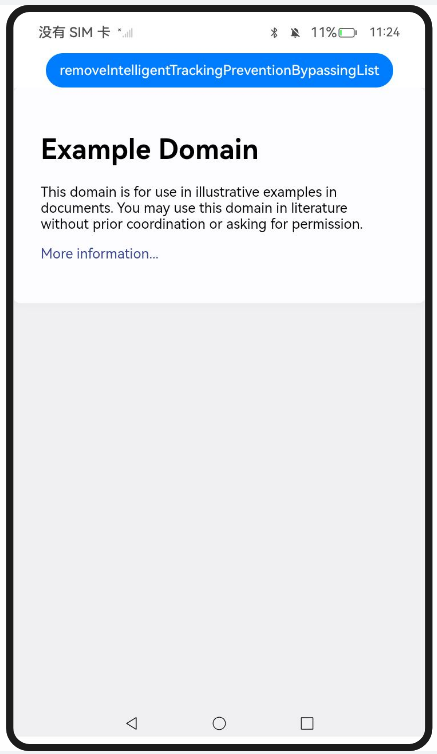 没有 SIM 卡
11%
11:24
removeIntelligentTrackingPreventionBypassingList
Example Domain
This domain is for use in illustrative examples in
documents. You may use this domain in literature
without prior coordination or asking for permission.
More information...